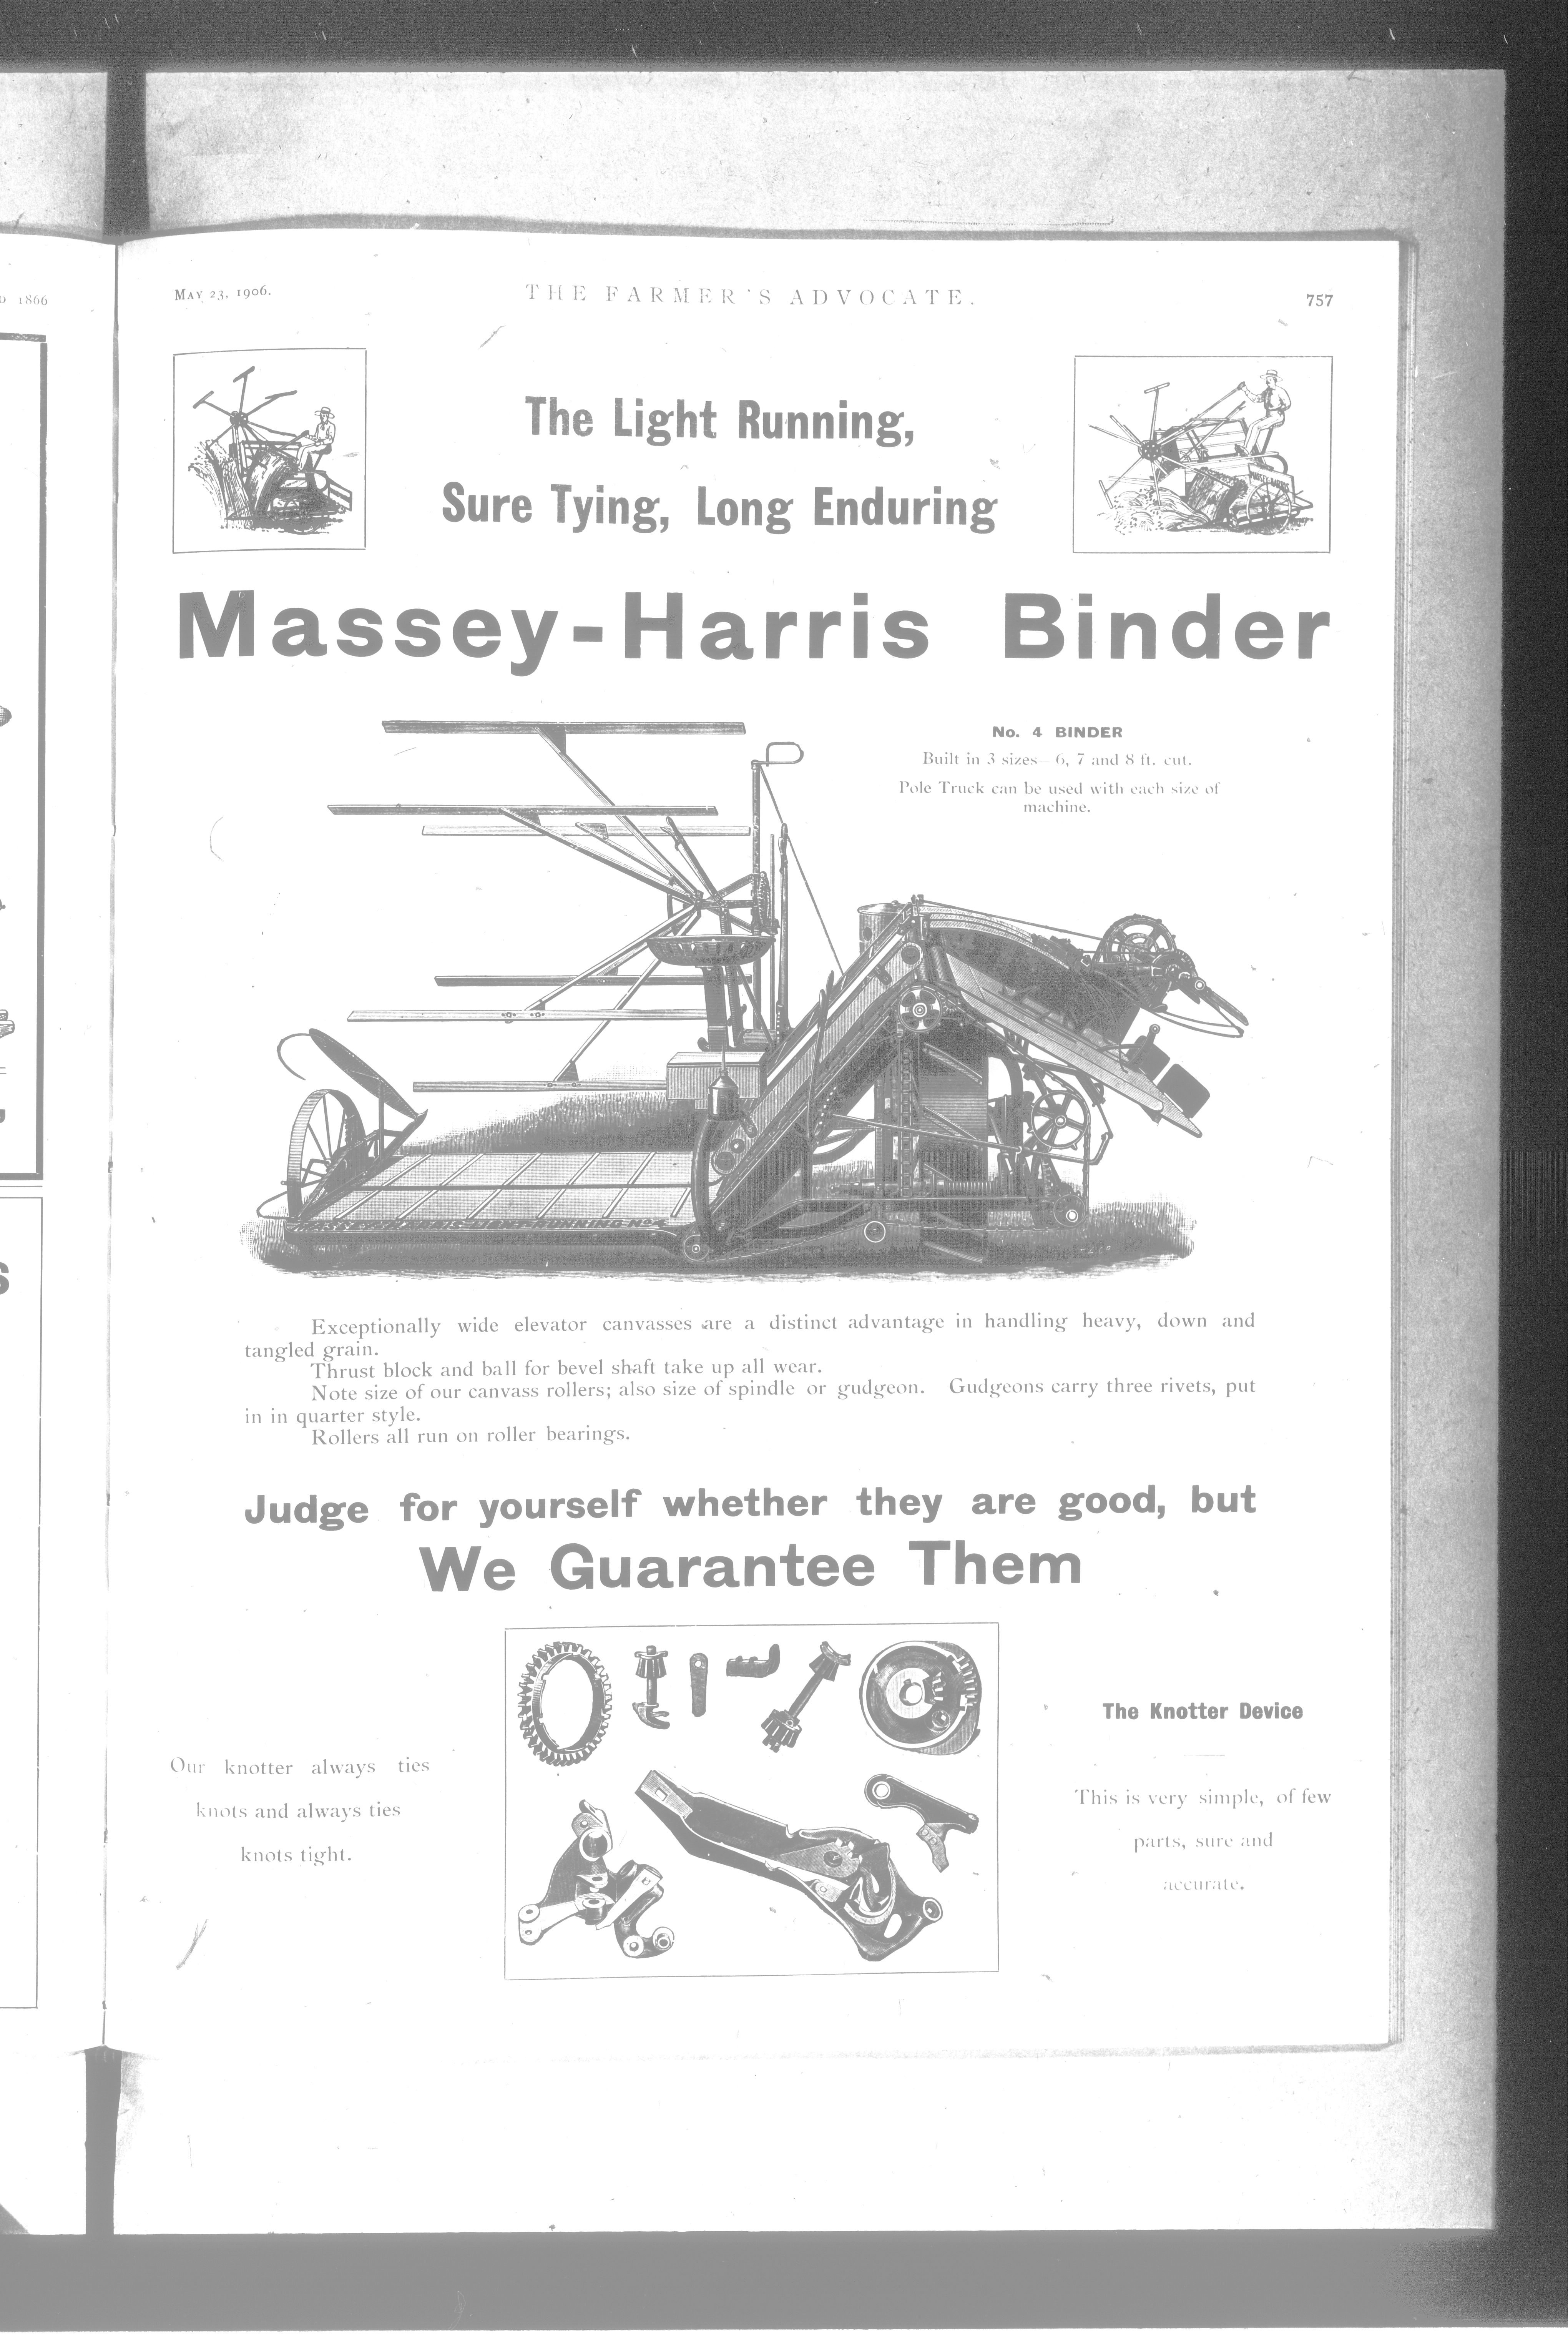 1866
May 23, 1906.
THE FARMER'S ADVOCATE.
757
The Light Running,
Sure Tying, Long Enduring
Massey-Harris Binder
No. 4 BINDER
Built in 3 sizes—6, 7 and 8 ft. cut.
Pole Truck can be used with each size of
machine.
MASSEY-HARRIS LIGHT-RUNNING No 4
Exceptionally wide elevator canvasses are a distinct advantage in handling heavy, down and
tangled grain.
Thrust block and ball for bevel shaft take up all wear.
Note size of our canvass rollers; also size of spindle or gudgeon. Gudgeons carry three rivets, put
in in quarter style.
Rollers all run on roller bearings.
Judge for yourself whether they are good, but
We Guarantee Them
Our knotter always ties
knots and always ties
knots tight.
The Knotter Device
This is very simple, of few
parts, sure and
accurate.